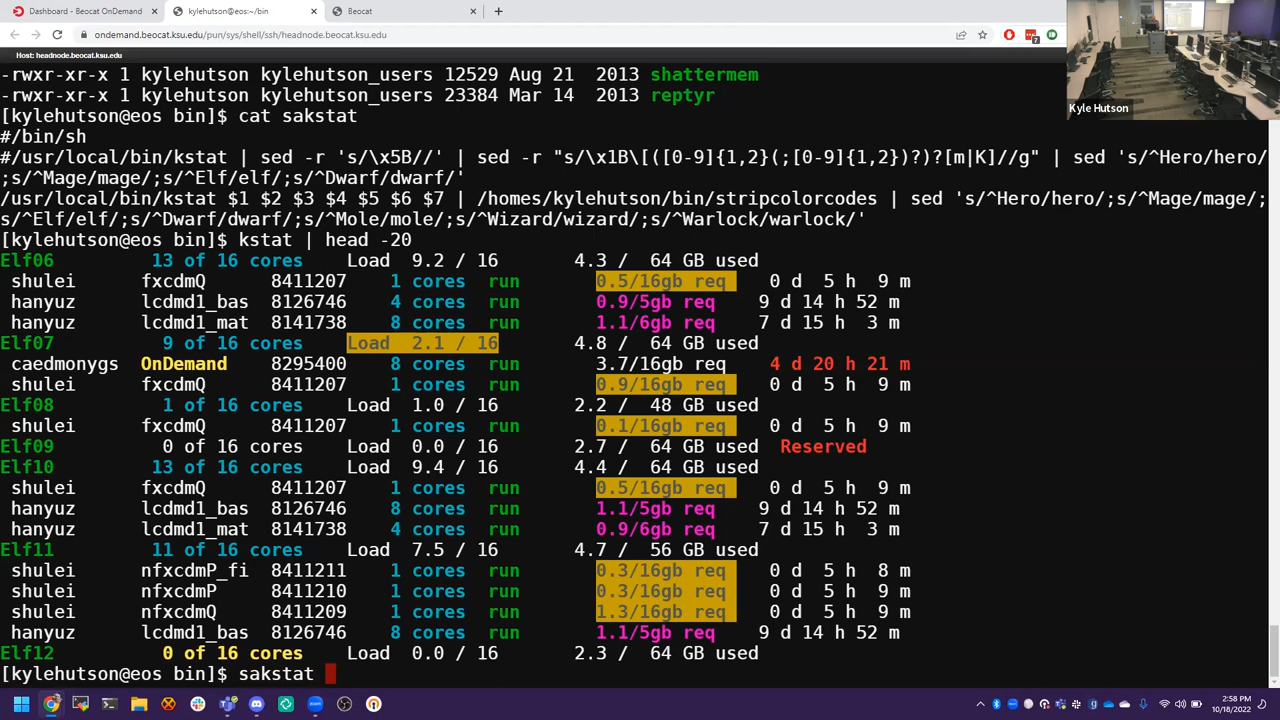 Dashboard - Beocat OnDemand
kylehutson@eos:~/bin
Beocat
ondemand.beocat.ksu.edu/pun/sys/shell/ssh/headnode.beocat.ksu.edu
Host: headnode.beocat.ksu.edu
Kyle Hutson
-rwxr-xr-x 1 kylehutson kylehutson_users 12529 Aug 21  2013 shattermem
-rwxr-xr-x 1 kylehutson kylehutson_users 23384 Mar 14  2013 reptyr
[kylehutson@eos bin]$ cat sakstat
#/bin/sh
#/usr/local/bin/kstat | sed -r 's/\x5B//' | sed -r "s/\x1B\[([0-9]{1,2}(;[0-9]{1,2})?)?[m|K]//g" | sed 's/^Hero/hero/
;s/^Mage/mage/;s/^Elf/elf/;s/^Dwarf/dwarf/'
/usr/local/bin/kstat $1 $2 $3 $4 $5 $6 $7 | /homes/kylehutson/bin/stripcolorcodes | sed 's/^Hero/hero/;s/^Mage/mage/;
s/^Elf/elf/;s/^Dwarf/dwarf/;s/^Mole/mole/;s/^Wizard/wizard/;s/^Warlock/warlock/'
[kylehutson@eos bin]$ kstat | head -20
Elf06 13 of 16 cores Load 9.2 / 16 4.3 / 64 GB used
shulei fxcdmQ 8411207 1 cores run 0.5/16gb req 0 d 5 h 9 m
hanyuz lcdmd1_bas 8126746 4 cores run 0.9/5gb req 9 d 14 h 52 m
hanyuz lcdmd1_mat 8141738 8 cores run 1.1/6gb req 7 d 15 h 3 m
Elf07 9 of 16 cores Load 2.1 / 16 4.8 / 64 GB used
caedmonygs OnDemand 8295400 8 cores run 3.7/16gb req 4 d 20 h 21 m
shulei fxcdmQ 8411207 1 cores run 0.9/16gb req 0 d 5 h 9 m
Elf08 1 of 16 cores Load 1.0 / 16 2.2 / 48 GB used
shulei fxcdmQ 8411207 1 cores run 0.1/16gb req 0 d 5 h 9 m
Elf09 0 of 16 cores Load 0.0 / 16 2.7 / 64 GB used Reserved
Elf10 13 of 16 cores Load 9.4 / 16 4.4 / 64 GB used
shulei fxcdmQ 8411207 1 cores run 0.5/16gb req 0 d 5 h 9 m
hanyuz lcdmd1_bas 8126746 8 cores run 1.1/5gb req 9 d 14 h 52 m
hanyuz lcdmd1_mat 8141738 4 cores run 0.9/6gb req 7 d 15 h 3 m
Elf11 11 of 16 cores Load 7.5 / 16 4.7 / 56 GB used
shulei nfxcdmP_fi 8411211 1 cores run 0.3/16gb req 0 d 5 h 8 m
shulei nfxcdmP 8411210 1 cores run 0.3/16gb req 0 d 5 h 9 m
shulei nfxcdmQ 8411209 1 cores run 1.3/16gb req 0 d 5 h 9 m
hanyuz lcdmd1_bas 8126746 8 cores run 1.1/5gb req 9 d 14 h 52 m
Elf12 0 of 16 cores Load 0.0 / 16 2.3 / 64 GB used
[kylehutson@eos bin]$ sakstat
2:58 PM
10/18/2022